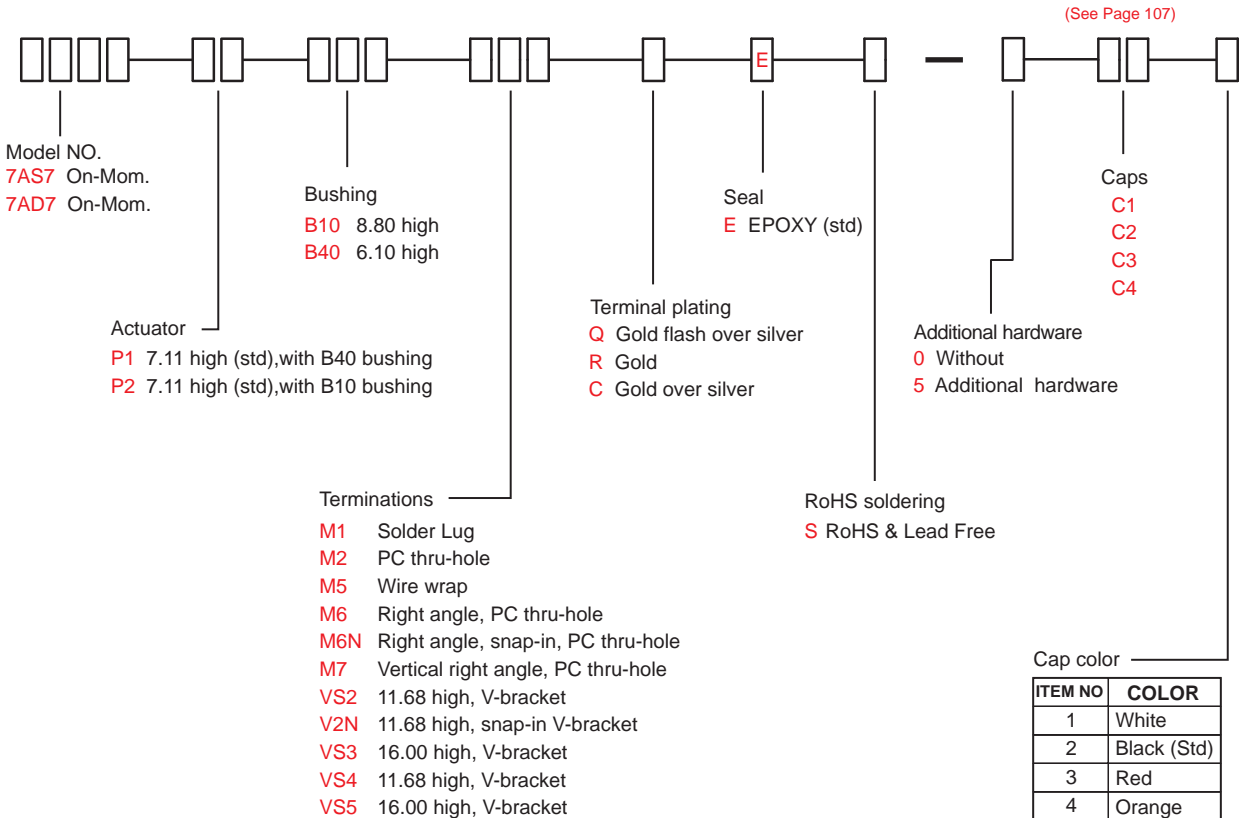 (See Page 107)
E
Model NO.
7AS7 On-Mom.
7AD7 On-Mom.
Bushing
B10 8.80 high
B40 6.10 high
Seal
E EPOXY (std)
Caps
C1
C2
C3
C4
Actuator
P1 7.11 high (std),with B40 bushing
P2 7.11 high (std),with B10 bushing
Terminal plating
Q Gold flash over silver
R Gold
C Gold over silver
Additional hardware
0 Without
5 Additional hardware
Terminations
M1 Solder Lug
M2 PC thru-hole
M5 Wire wrap
M6 Right angle, PC thru-hole
M6N Right angle, snap-in, PC thru-hole
M7 Vertical right angle, PC thru-hole
VS2 11.68 high, V-bracket
V2N 11.68 high, snap-in V-bracket
VS3 16.00 high, V-bracket
VS4 11.68 high, V-bracket
VS5 16.00 high, V-bracket
RoHS soldering
S RoHS & Lead Free
Cap color
ITEM NO COLOR
1 White
2 Black (Std)
3 Red
4 Orange